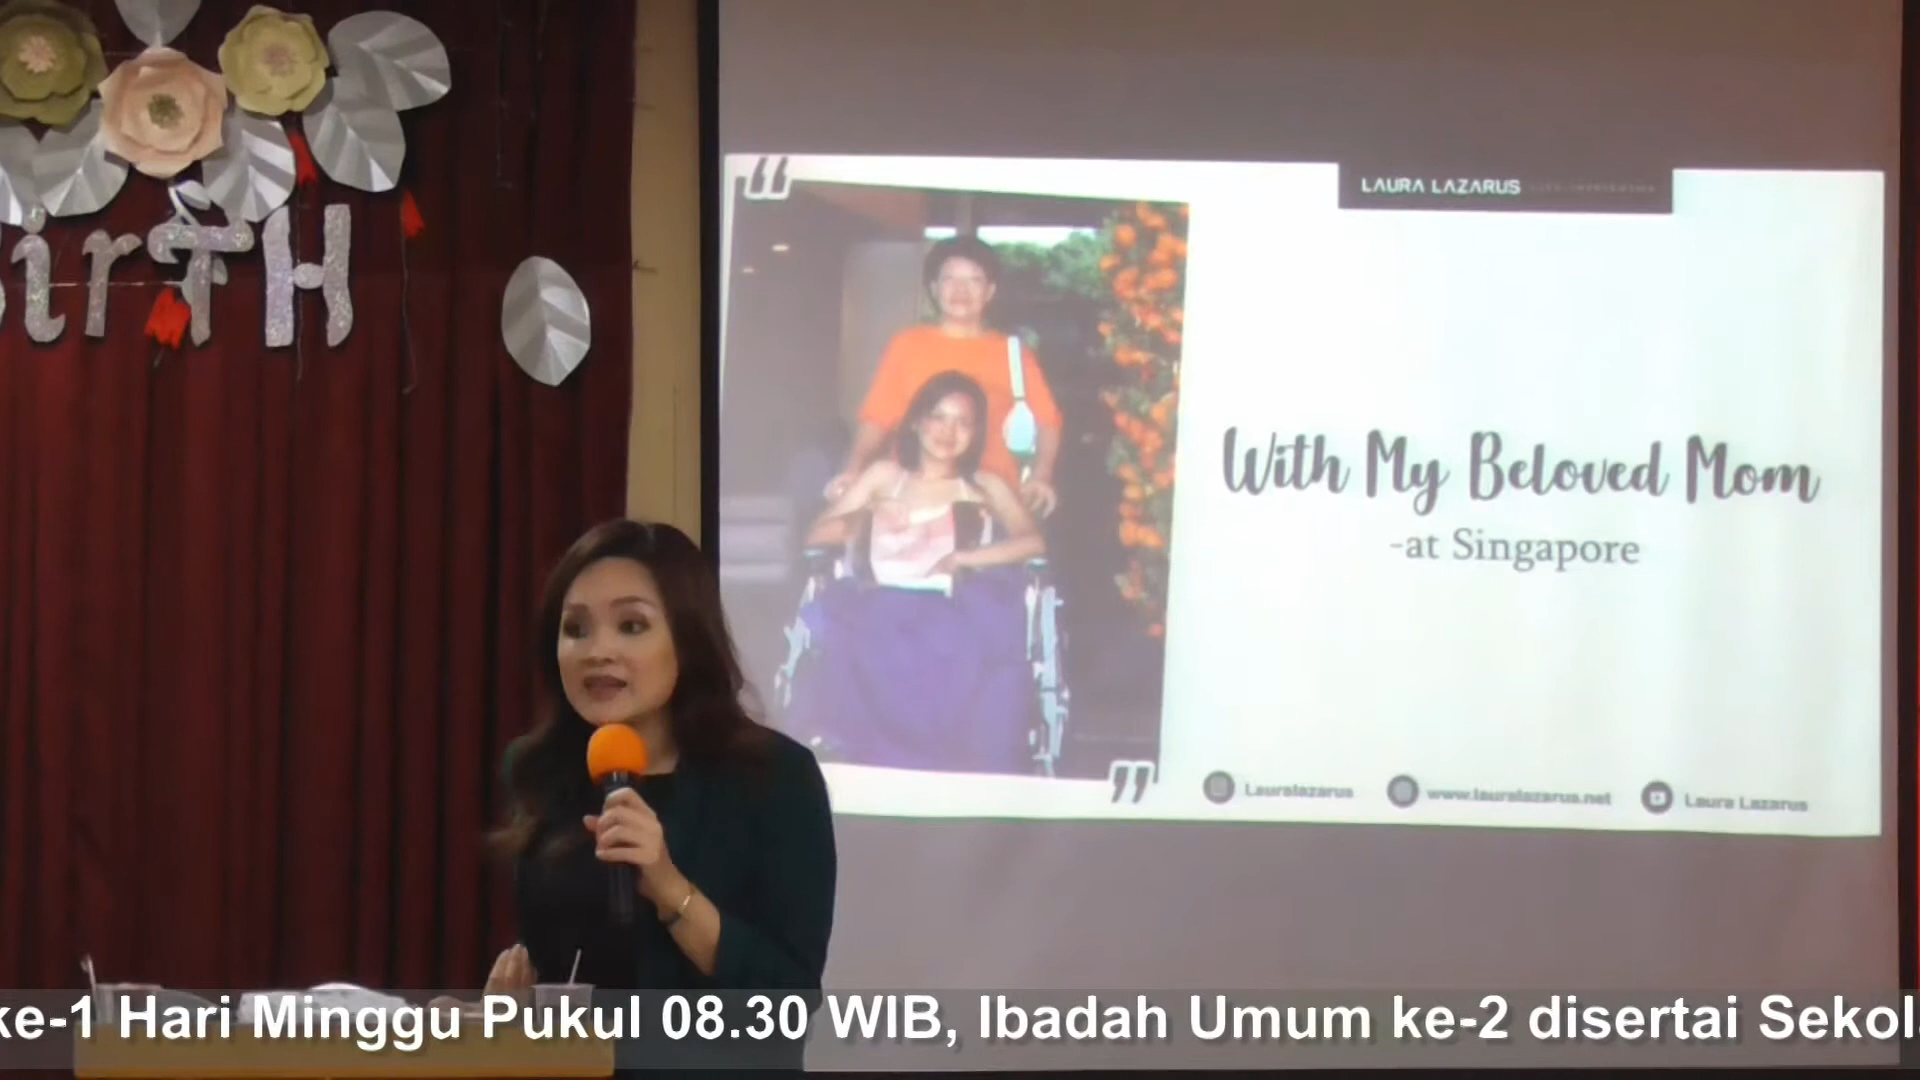 irTH
LAURA LAZARUS
With My Beloved Mom
-at Singapore
Lauralazarus
www.lauralazarus.net
Laura Lazarus
ke-1 Hari Minggu Pukul 08.30 WIB, Ibadah Umum ke-2 disertai Sekol